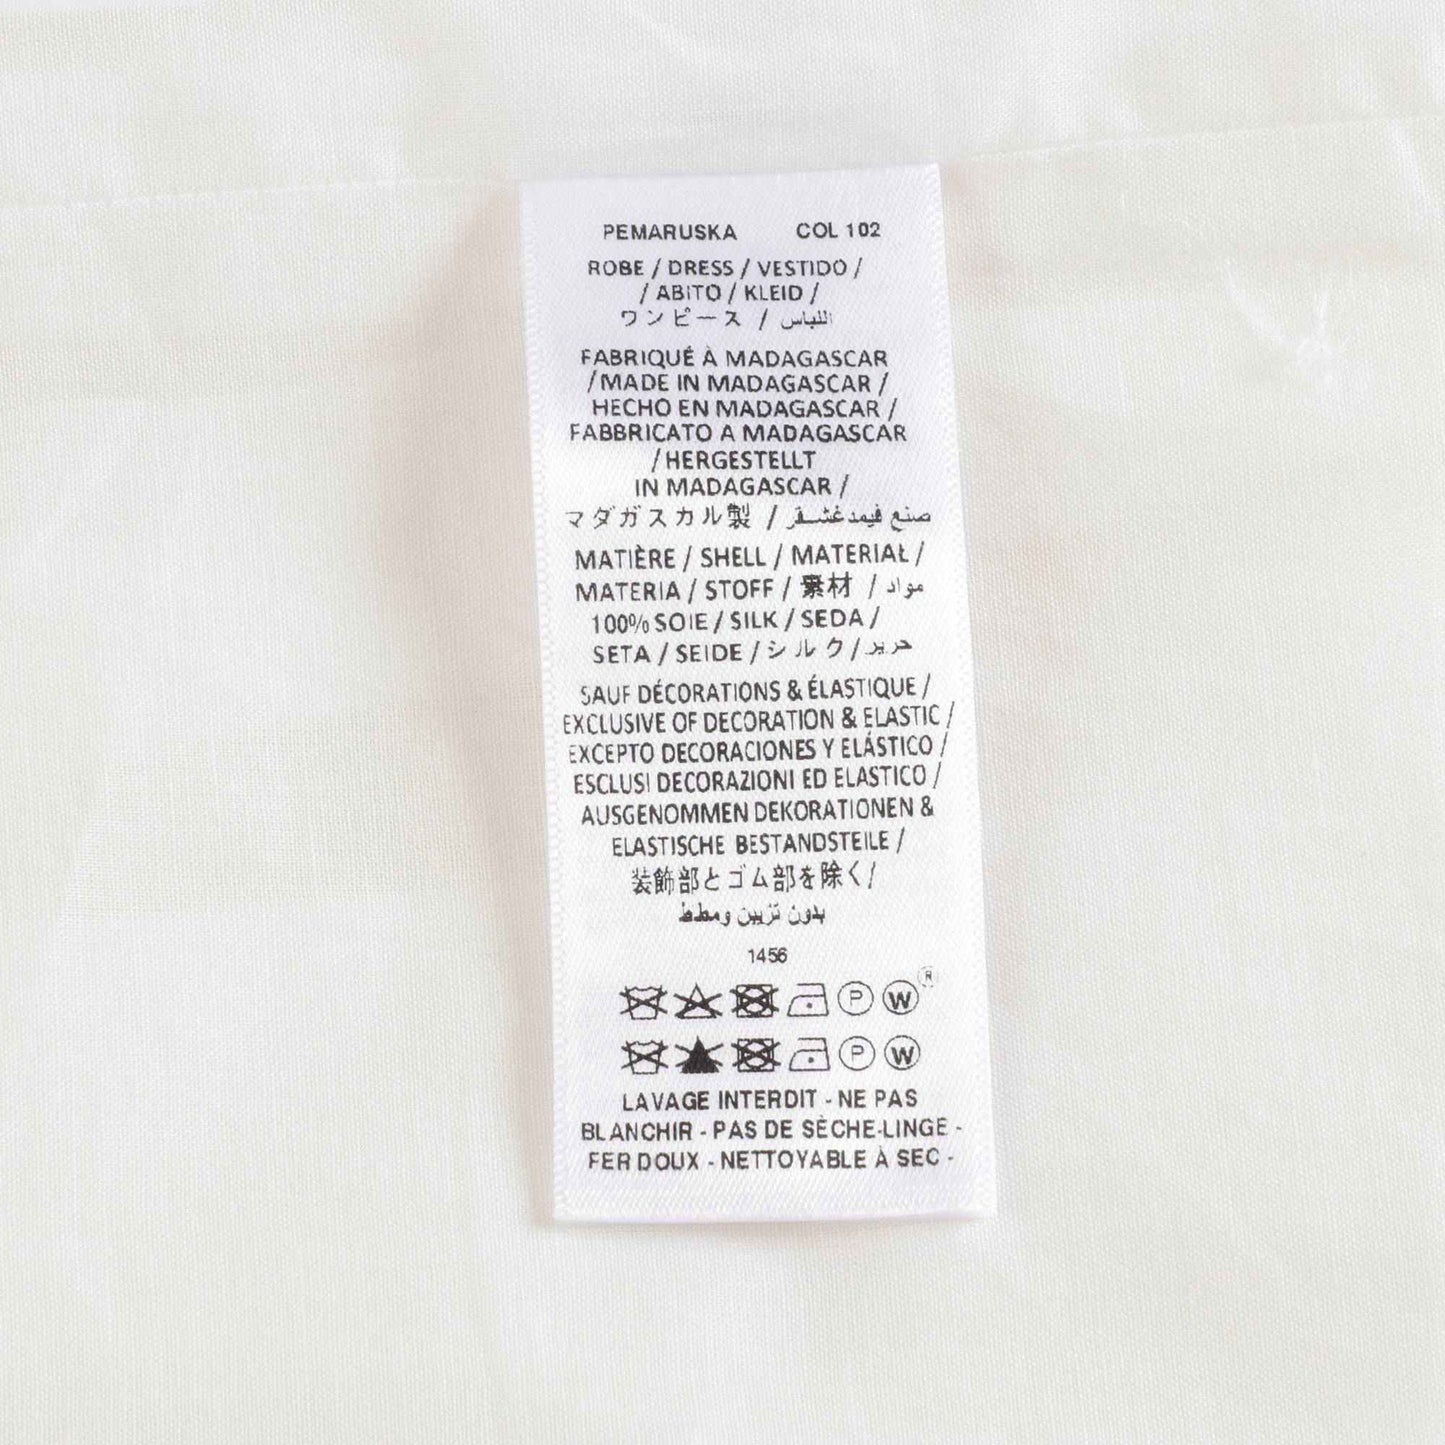 PEMARUSKA COL 102
ROBE / DRESS / VESTIDO /
/ ABITO / KLEID /
ワンピース / اللباس
FABRIQUÉ À MADAGASCAR
/MADE IN MADAGASCAR /
HECHO EN MADAGASCAR /
FABBRICATO A MADAGASCAR
/HERGESTELLT
IN MADAGASCAR /
マダガスカル製 / صنع فيمدغشـقر
MATIÈRE / SHELL / MATERIAL /
MATERIA / STOFF / 素材 / مواد
100% SOIE / SILK / SEDA /
SETA / SEIDE / シルク / حرير
SAUF DÉCORATIONS & ÉLASTIQUE /
EXCLUSIVE OF DECORATION & ELASTIC /
EXCEPTO DECORACIONES Y ELÁSTICO /
ESCLUSI DECORAZIONI ED ELASTICO /
AUSGENOMMEN DEKORATIONEN &
ELASTISCHE BESTANDSTEILE /
装飾部とゴム部を除く/
بدون تزيين ومطط
1456
P W ®
P W
LAVAGE INTERDIT - NE PAS
BLANCHIR - PAS DE SÈCHE-LINGE -
FER DOUX - NETTOYABLE À SEC -